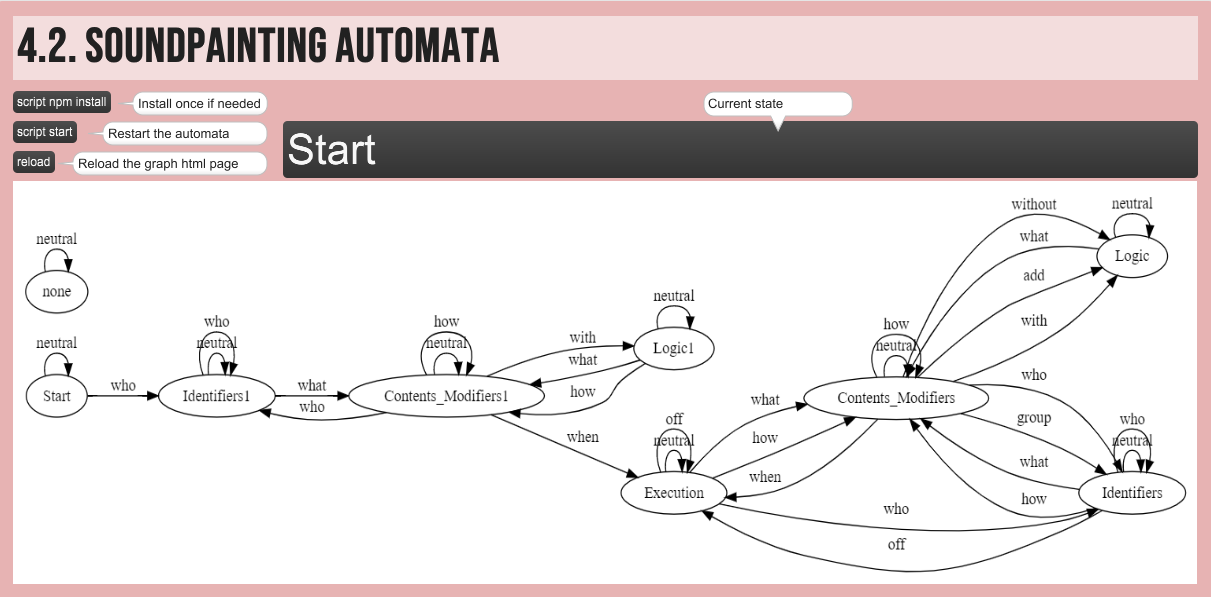 4.2. SOUNDPAINTING AUTOMATA
script npm install
Install once if needed
Current state
script start
Restart the automata
Start
reload
Reload the graph html page
without
neutral
what
Logic
neutral
add
none
neutral
with
who
how
how
neutral
with
Logic1
neutral
neutral
neutral
neutral
what
who
Start
who
Identifiers1
what
Contents_Modifiers1
how
what
Contents_Modifiers
who
group
off
who
when
how
neutral
neutral
what
when
Execution
Identifiers
how
who
off